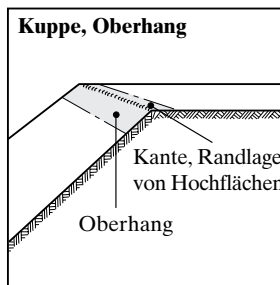 Kuppe, Oberhang
Kante, Randlage
von Hochflächen
Oberhang